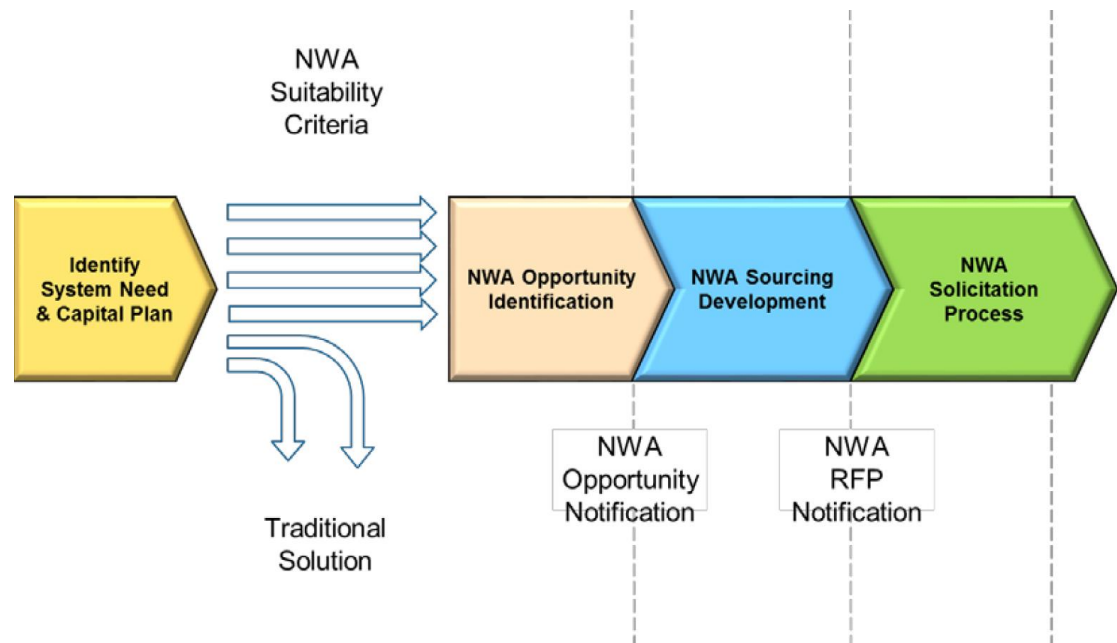 NWA
Suitability
Criteria
Identify
System Need
& Capital Plan
NWA Opportunity
Identification
NWA Sourcing
Development
NWA
Solicitation
Process
NWA
Opportunity
Notification
NWA
RFP
Notification
Traditional
Solution